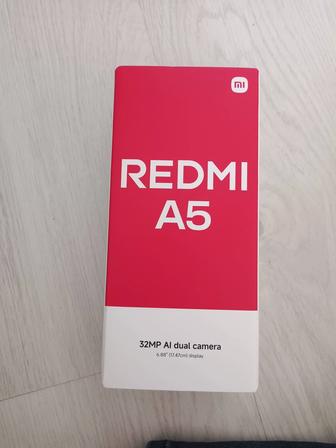 mi
REDMI
A5
32MP AI dual camera
6.88" (17.47cm) display